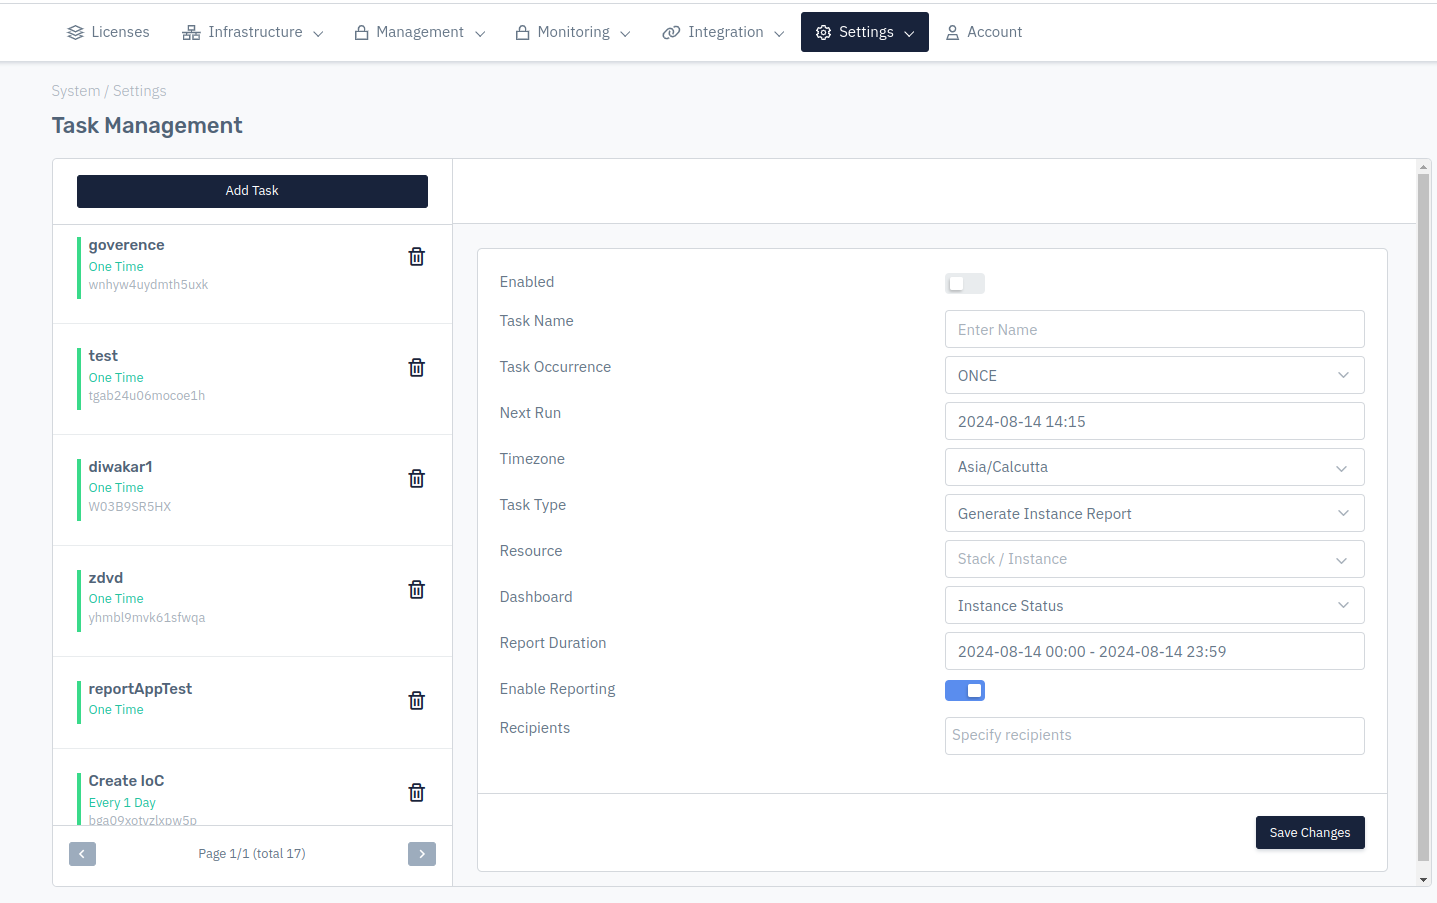 Licenses Infrastructure Management Monitoring Integration Settings Account
System / Settings
Task Management
Add Task
goverence
One Time
wnhyw4uydmth5uxk
test
One Time
tgab24u06mocoe1h
diwakar1
One Time
W03B9SR5HX
zdvd
One Time
yhmbl9mvk61sfwqa
reportAppTest
One Time
Create IoC
Every 1 Day
bga09xotvzlxpw5p
Page 1/1 (total 17)
Enabled
Task Name Enter Name
Task Occurrence ONCE
Next Run 2024-08-14 14:15
Timezone Asia/Calcutta
Task Type Generate Instance Report
Resource Stack / Instance
Dashboard Instance Status
Report Duration 2024-08-14 00:00 - 2024-08-14 23:59
Enable Reporting
Recipients Specify recipients
Save Changes